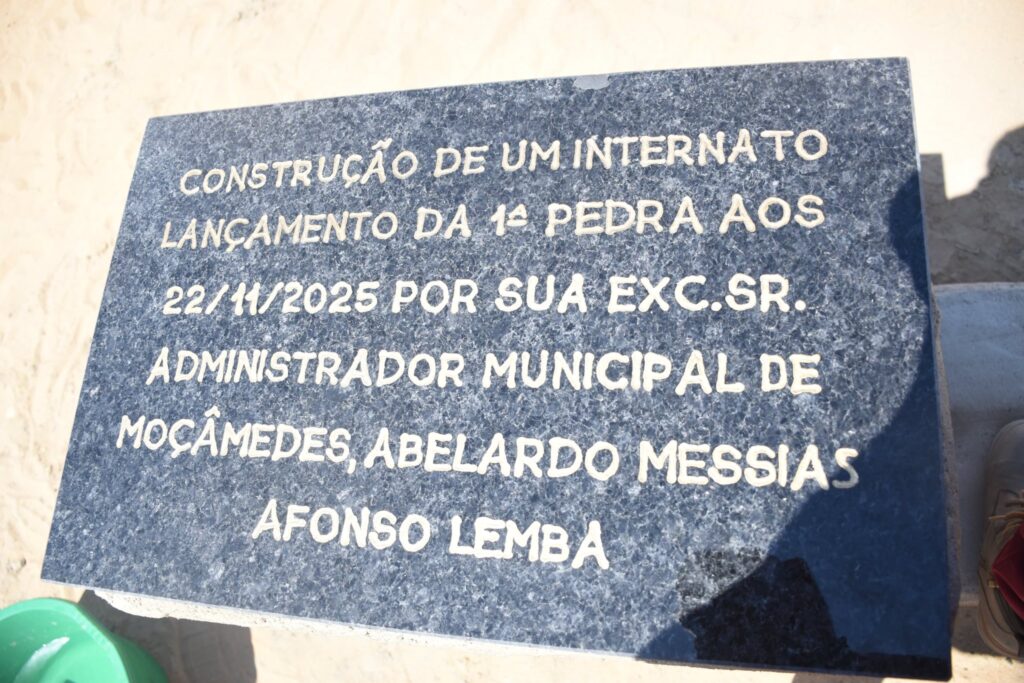 CONSTRUÇÃO DE UM INTERNATO
LANÇAMENTO DA 1ª PEDRA AOS
22/11/2025 POR SUA EXC.SR.
ADMINISTRADOR MUNICIPAL DE
MOÇÂMEDES, ABELARDO MESSIAS
AFONSO LEMBA